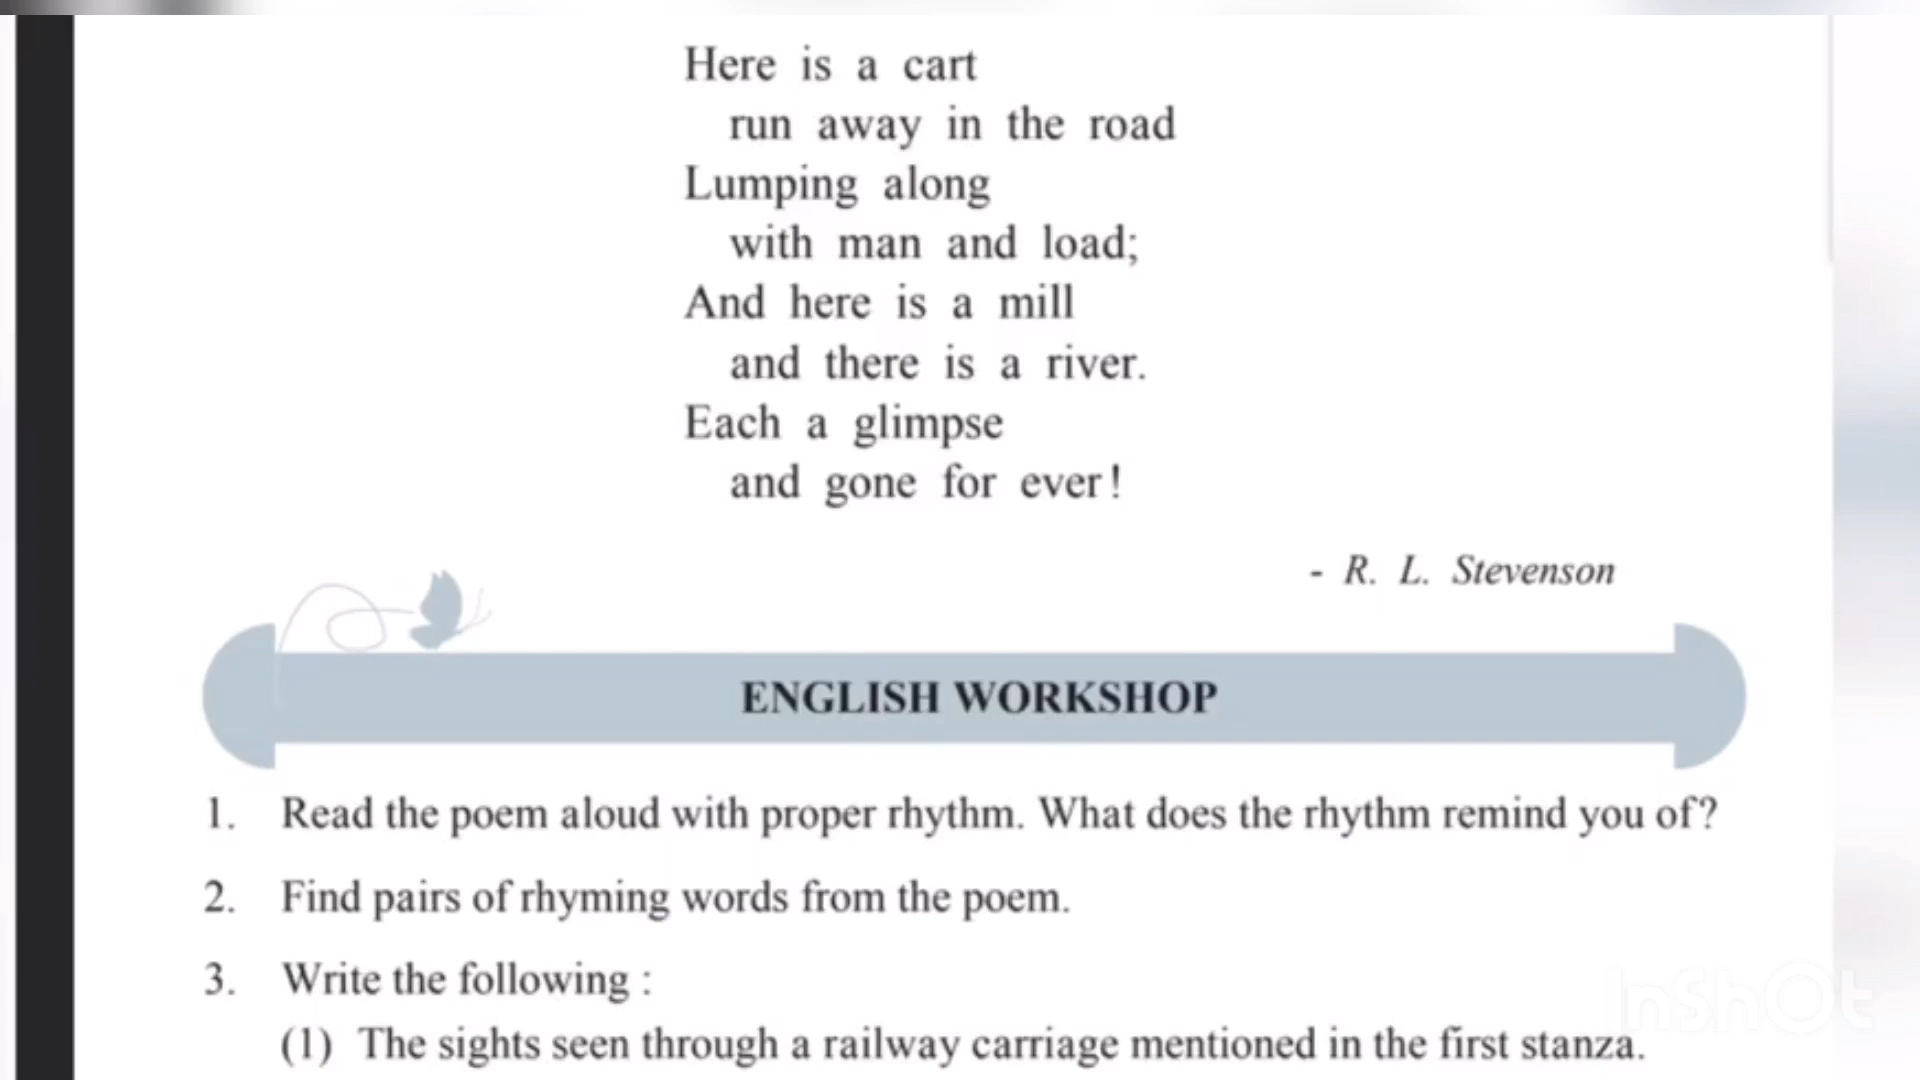 Here is a cart
run away in the road
Lumping along
with man and load;
And here is a mill
and there is a river.
Each a glimpse
and gone for ever!
- R. L. Stevenson
ENGLISH WORKSHOP
1. Read the poem aloud with proper rhythm. What does the rhythm remind you of?
2. Find pairs of rhyming words from the poem.
3. Write the following :
(1) The sights seen through a railway carriage mentioned in the first stanza.
InShOt